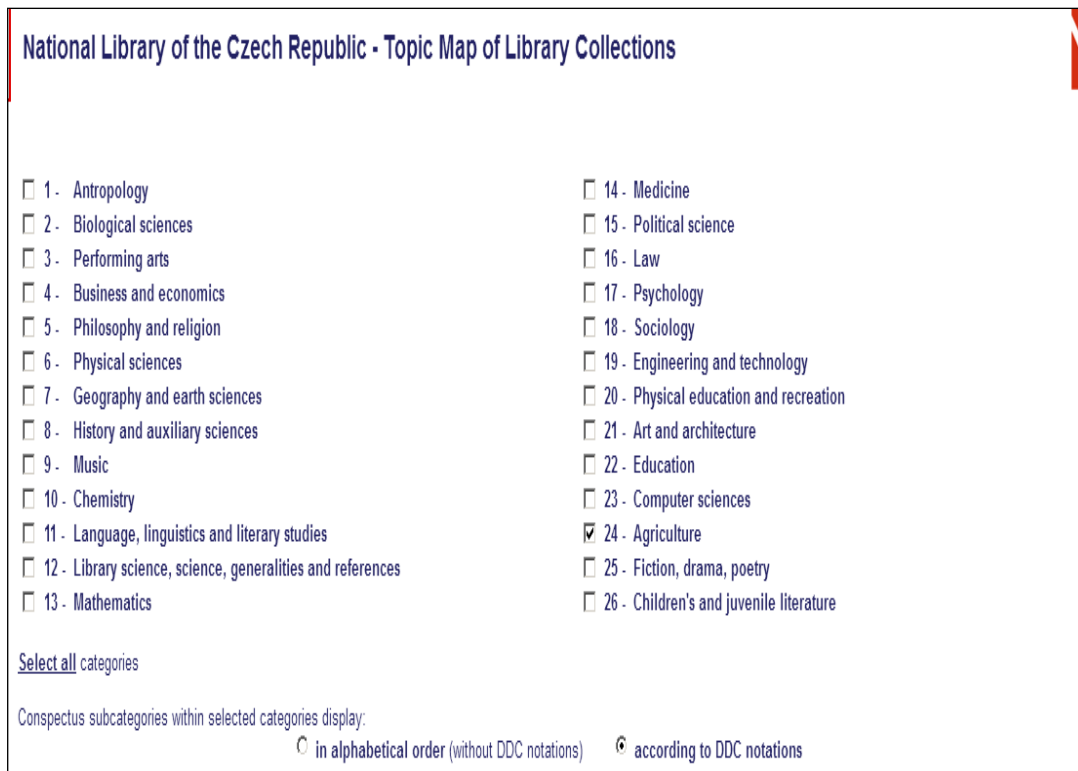 National Library of the Czech Republic - Topic Map of Library Collections
1 - Antropology
2 - Biological sciences
3 - Performing arts
4 - Business and economics
5 - Philosophy and religion
6 - Physical sciences
7 - Geography and earth sciences
8 - History and auxiliary sciences
9 - Music
10 - Chemistry
11 - Language, linguistics and literary studies
12 - Library science, science, generalities and references
13 - Mathematics
14 - Medicine
15 - Political science
16 - Law
17 - Psychology
18 - Sociology
19 - Engineering and technology
20 - Physical education and recreation
21 - Art and architecture
22 - Education
23 - Computer sciences
24 - Agriculture
25 - Fiction, drama, poetry
26 - Children's and juvenile literature
Select all categories
Conspectus subcategories within selected categories display:
in alphabetical order (without DDC notations) according to DDC notations